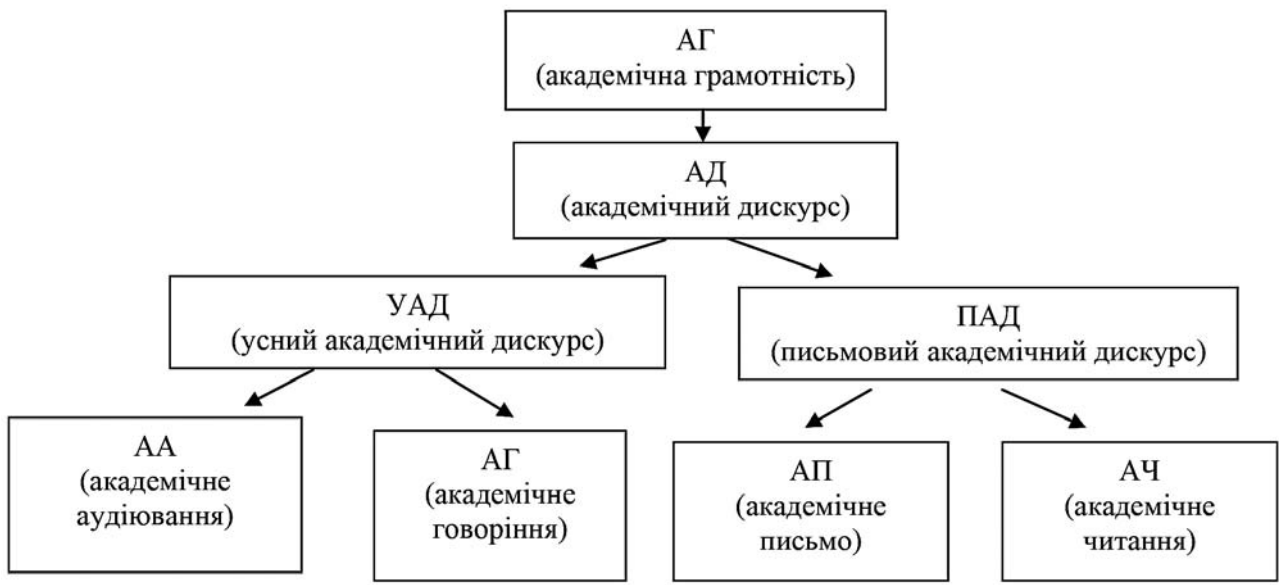 АГ
(академічна грамотність)
АД
(академічний дискурс)
УАД
(усний академічний дискурс)
ПАД
(письмовий академічний дискурс)
АА
(академічне
аудіювання)
АГ
(академічне
говоріння)
АП
(академічне
письмо)
АЧ
(академічне
читання)